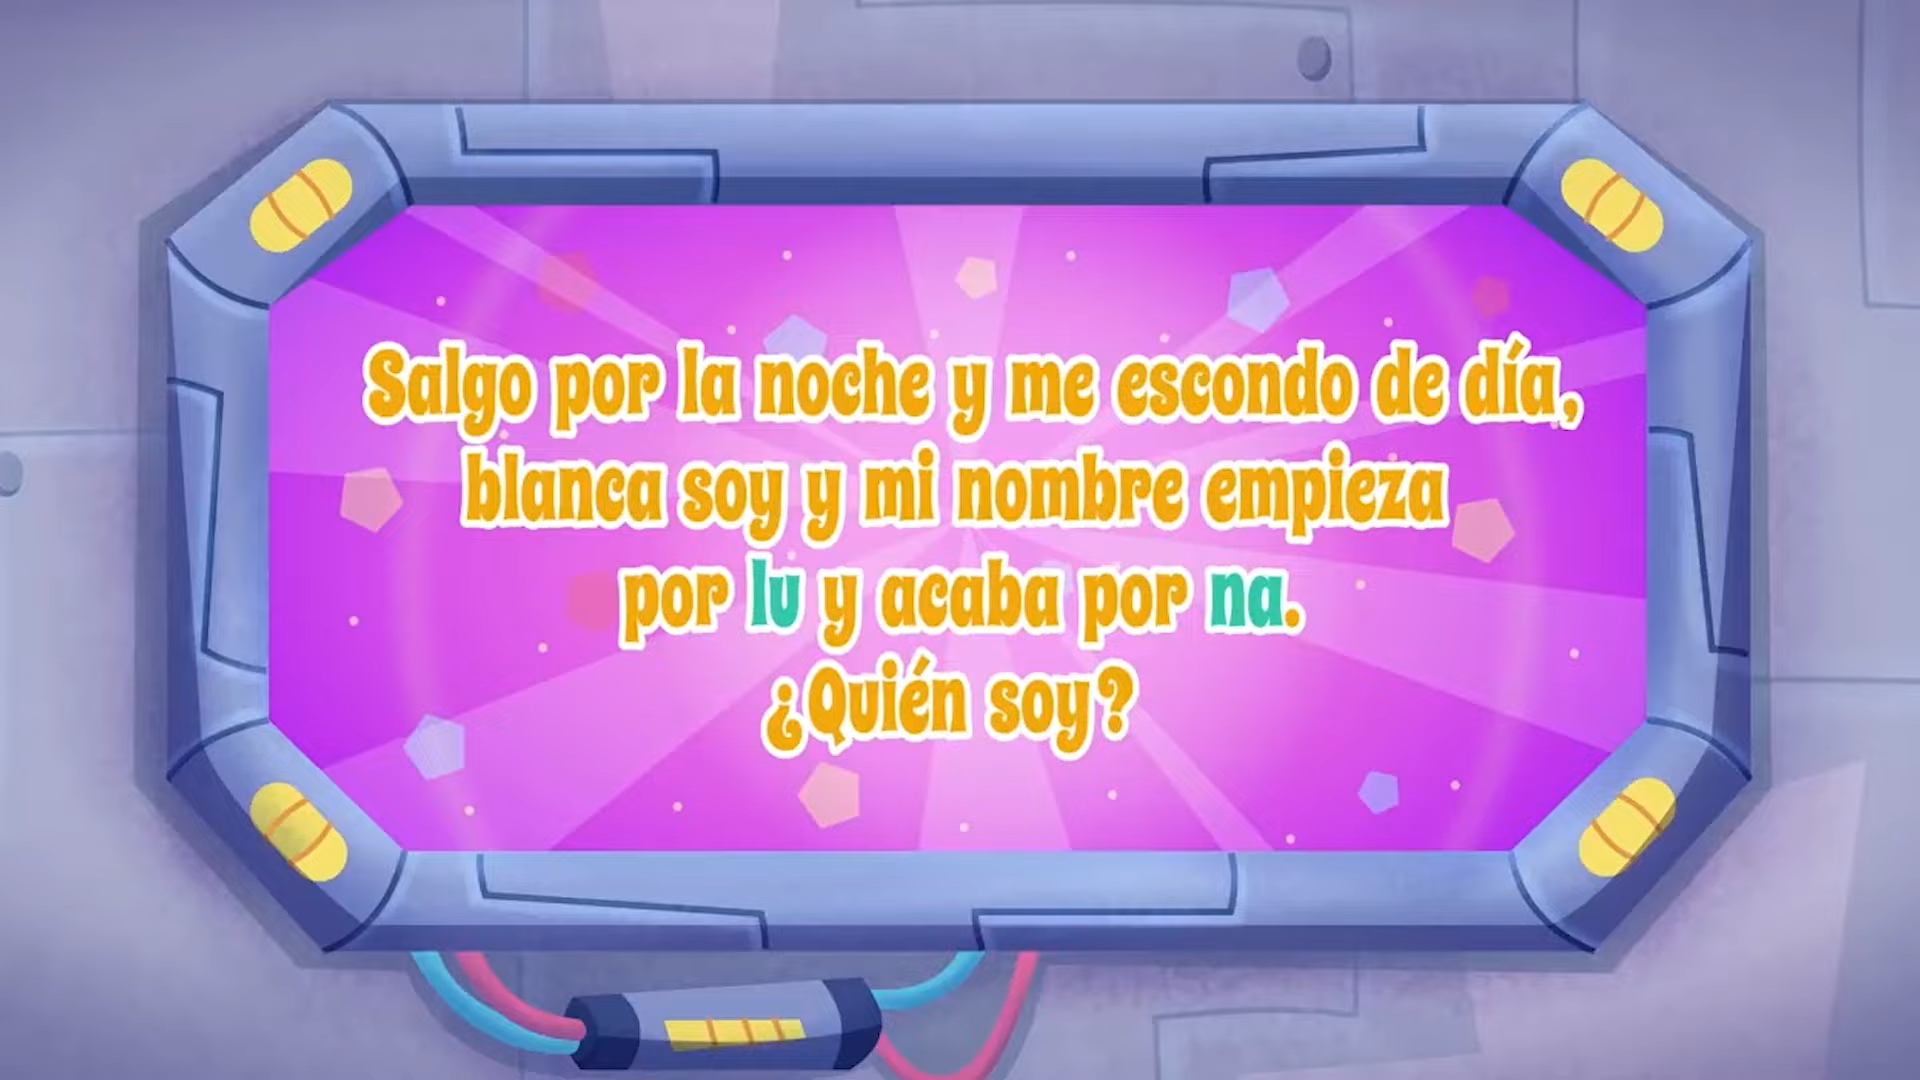 Salgo por la noche y me escondo de día,
blanca soy y mi nombre empieza
por lu y acaba por na.
¿Quién soy?